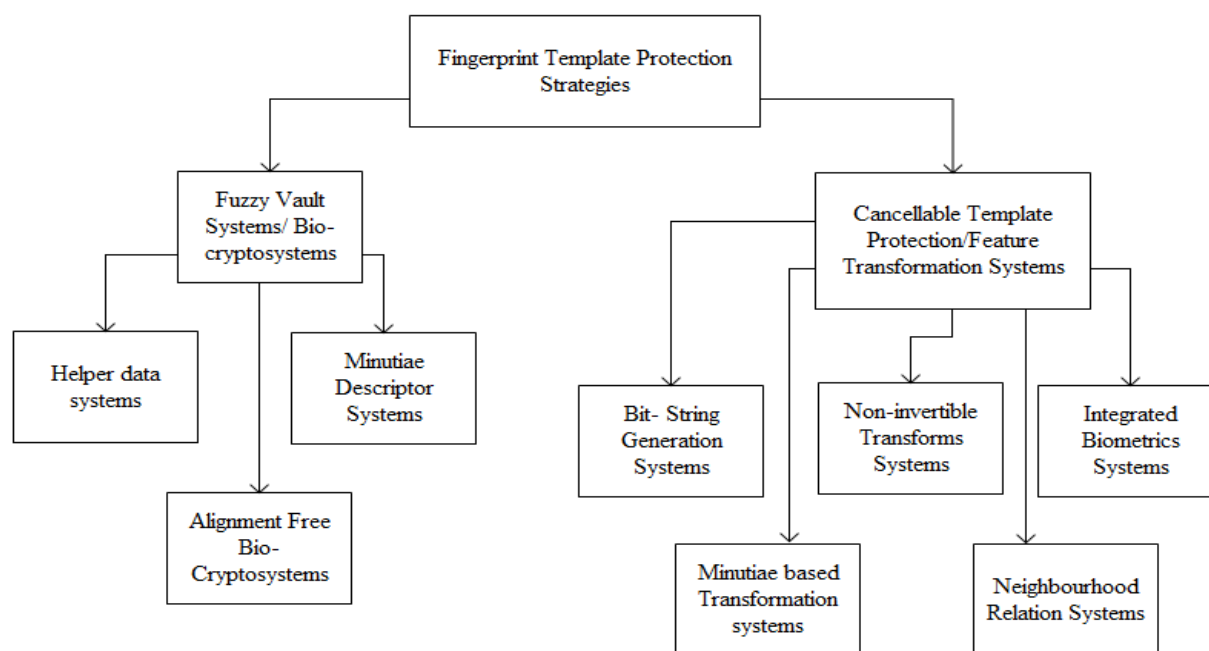 Fingerprint Template Protection
Strategies
Fuzzy Vault
Systems/ Bio-
cryptosystems
Cancellable Template
Protection/Feature
Transformation Systems
Helper data
systems
Minutiae
Descriptor
Systems
Alignment Free
Bio-
Cryptosystems
Bit- String
Generation
Systems
Non-invertible
Transforms
Systems
Integrated
Biometrics
Systems
Minutiae based
Transformation
systems
Neighbourhood
Relation Systems